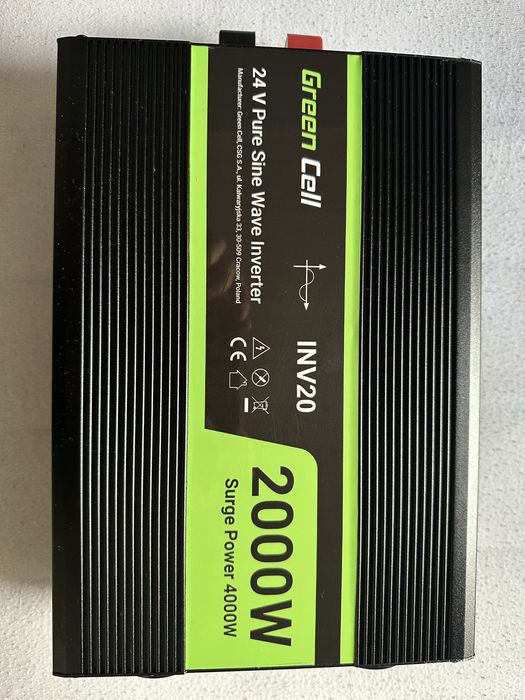 Green Cell
24 V Pure Sine Wave Inverter
Manufacturer: Green Cell, CSG S.A., ul. Kalwaryjska 33, 30-509 Cracow, Poland
INV20
CE
2000W
Surge Power 4000W